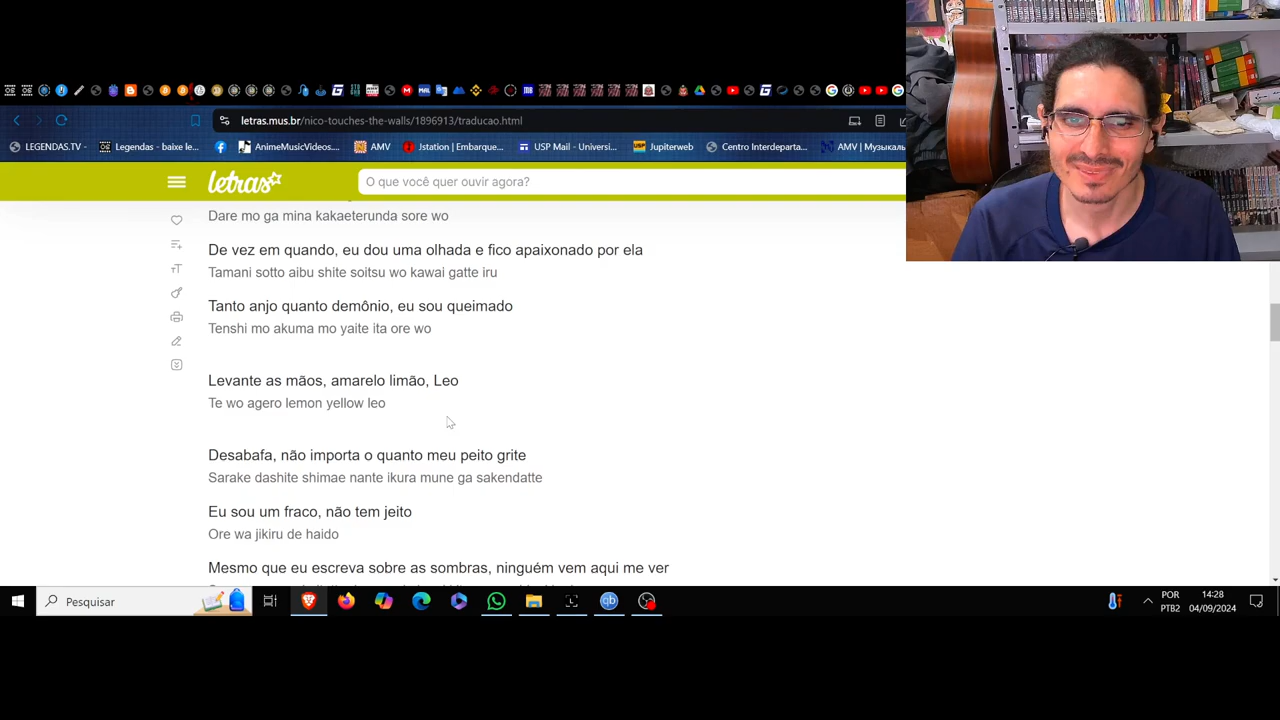 letras.mus.br/nico-touches-the-walls/1896913/traducao.html
LEGENDAS.TV - Legendas - baixe le... AMV AnimeMusicVideos.... Jstation | Embarque... USP Mail - Universi... Jupiterweb Centro Interdeparta... AMV | Музыкаль
letras O que você quer ouvir agora?
Dare mo ga mina kakaeterunda sore wo
De vez em quando, eu dou uma olhada e fico apaixonado por ela
Tamani sotto aibu shite soitsu wo kawai gatte iru
Tanto anjo quanto demônio, eu sou queimado
Tenshi mo akuma mo yaite ita ore wo
Levante as mãos, amarelo limão, Leo
Te wo agero lemon yellow leo
Desabafa, não importa o quanto meu peito grite
Sarake dashite shimae nante ikura mune ga sakendatte
Eu sou um fraco, não tem jeito
Ore wa jikiru de haido
Mesmo que eu escreva sobre as sombras, ninguém vem aqui me ver
Pesquisar
POR
PTB2
14:28
04/09/2024